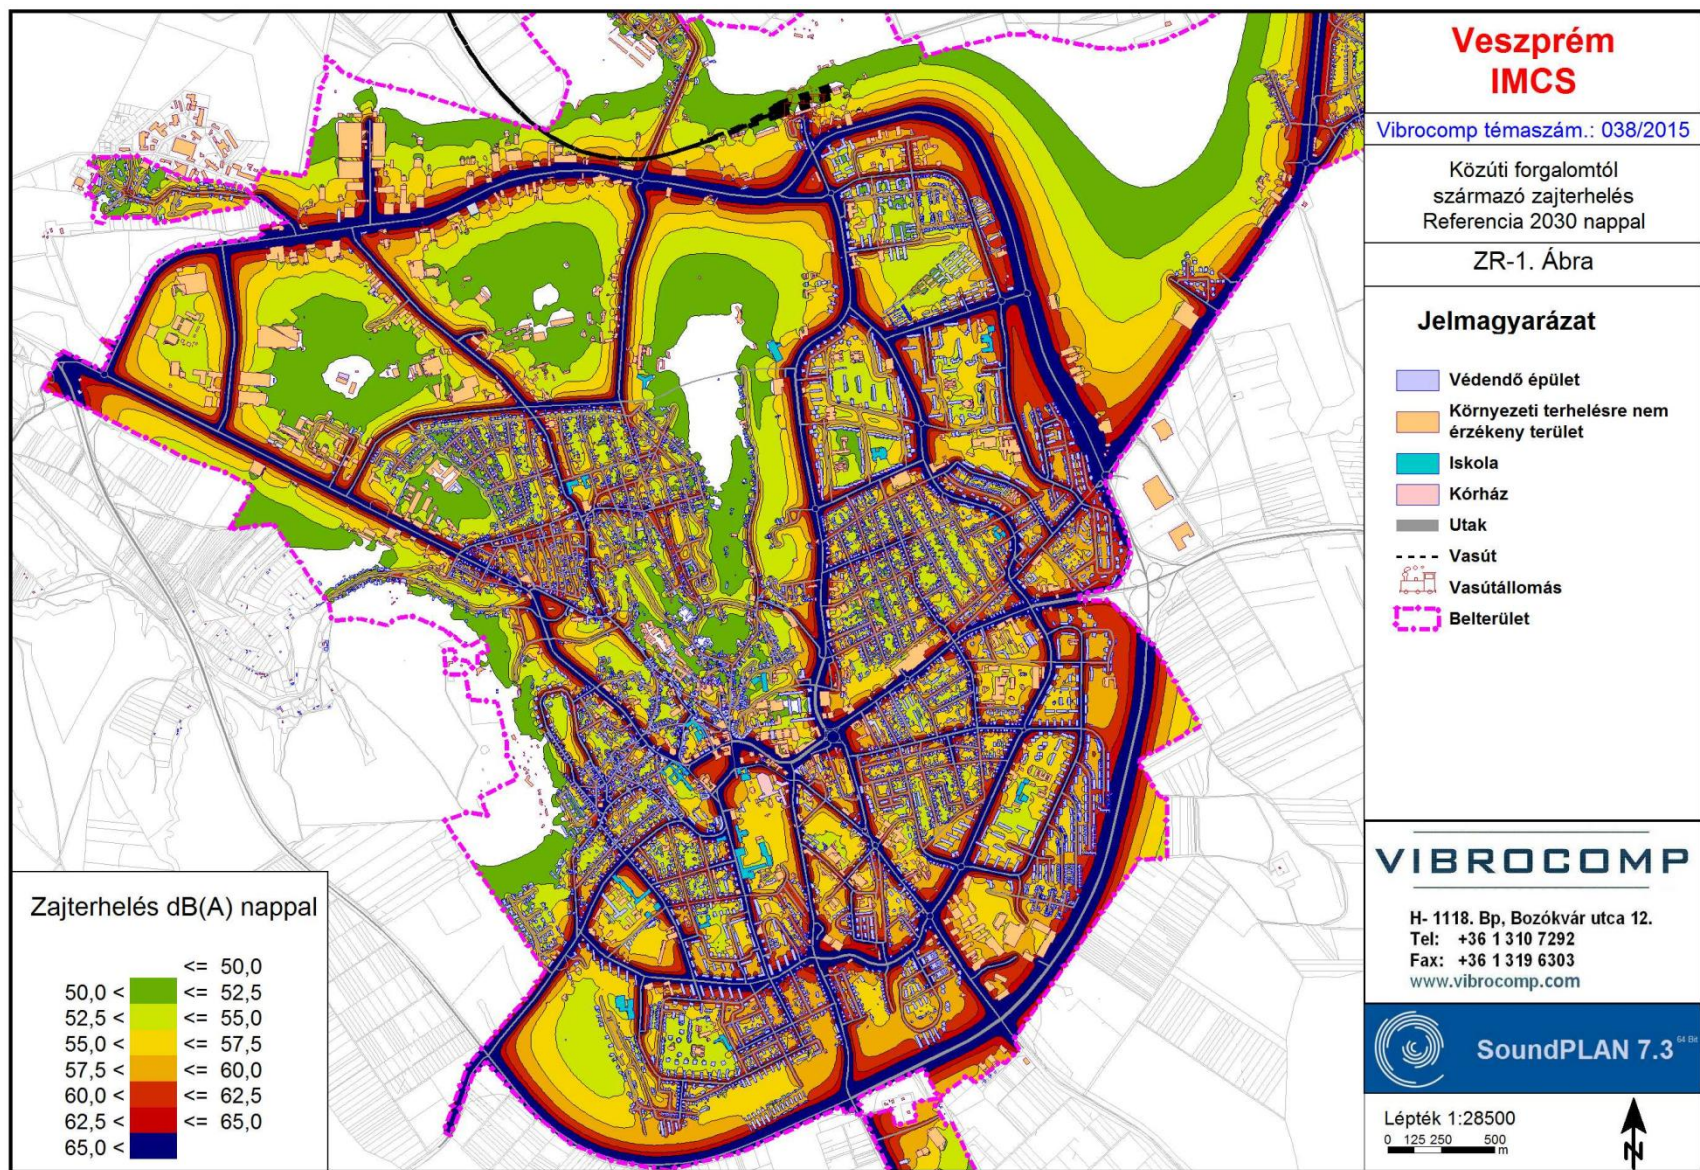 Veszprém
IMCS
Vibrocomp témaszám.: 038/2015
Közúti forgalomtól
származó zajterhelés
Referencia 2030 nappal
ZR-1. Ábra
Jelmagyarázat
Védendő épület
Környezeti terhelésre nem
érzékeny terület
Iskola
Kórház
Utak
Vasút
Vasútállomás
Belterület
VIBROCOMP
H- 1118. Bp, Bozókvár utca 12.
Tel: +36 1 310 7292
Fax: +36 1 319 6303
www.vibrocomp.com
SoundPLAN 7.3 64 Bit
Lépték 1:28500
0 125 250 500
m
N
Zajterhelés dB(A) nappal
<= 50,0
50,0 < <= 52,5
52,5 < <= 55,0
55,0 < <= 57,5
57,5 < <= 60,0
60,0 < <= 62,5
62,5 < <= 65,0
65,0 <